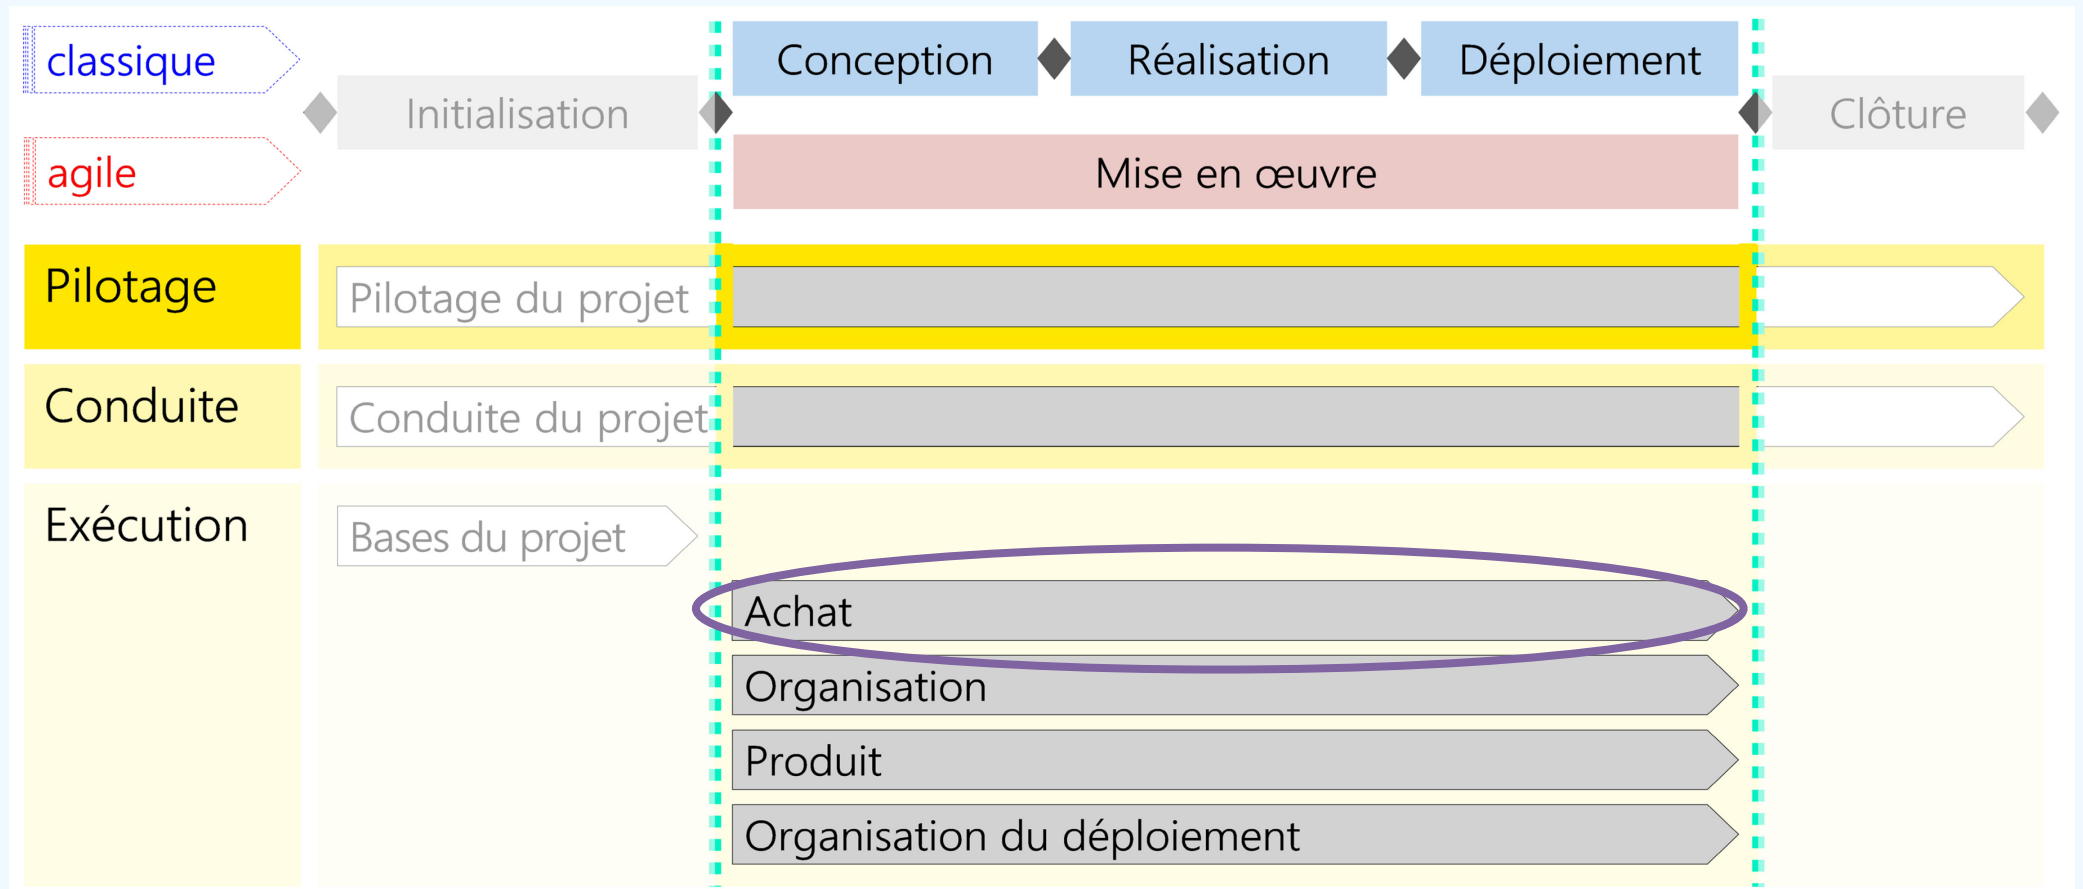 classique
Conception
Réalisation
Déploiement
Initialisation
Clôture
agile
Mise en œuvre
Pilotage
Pilotage du projet
Conduite
Conduite du projet
Exécution
Bases du projet
Achat
Organisation
Produit
Organisation du déploiement